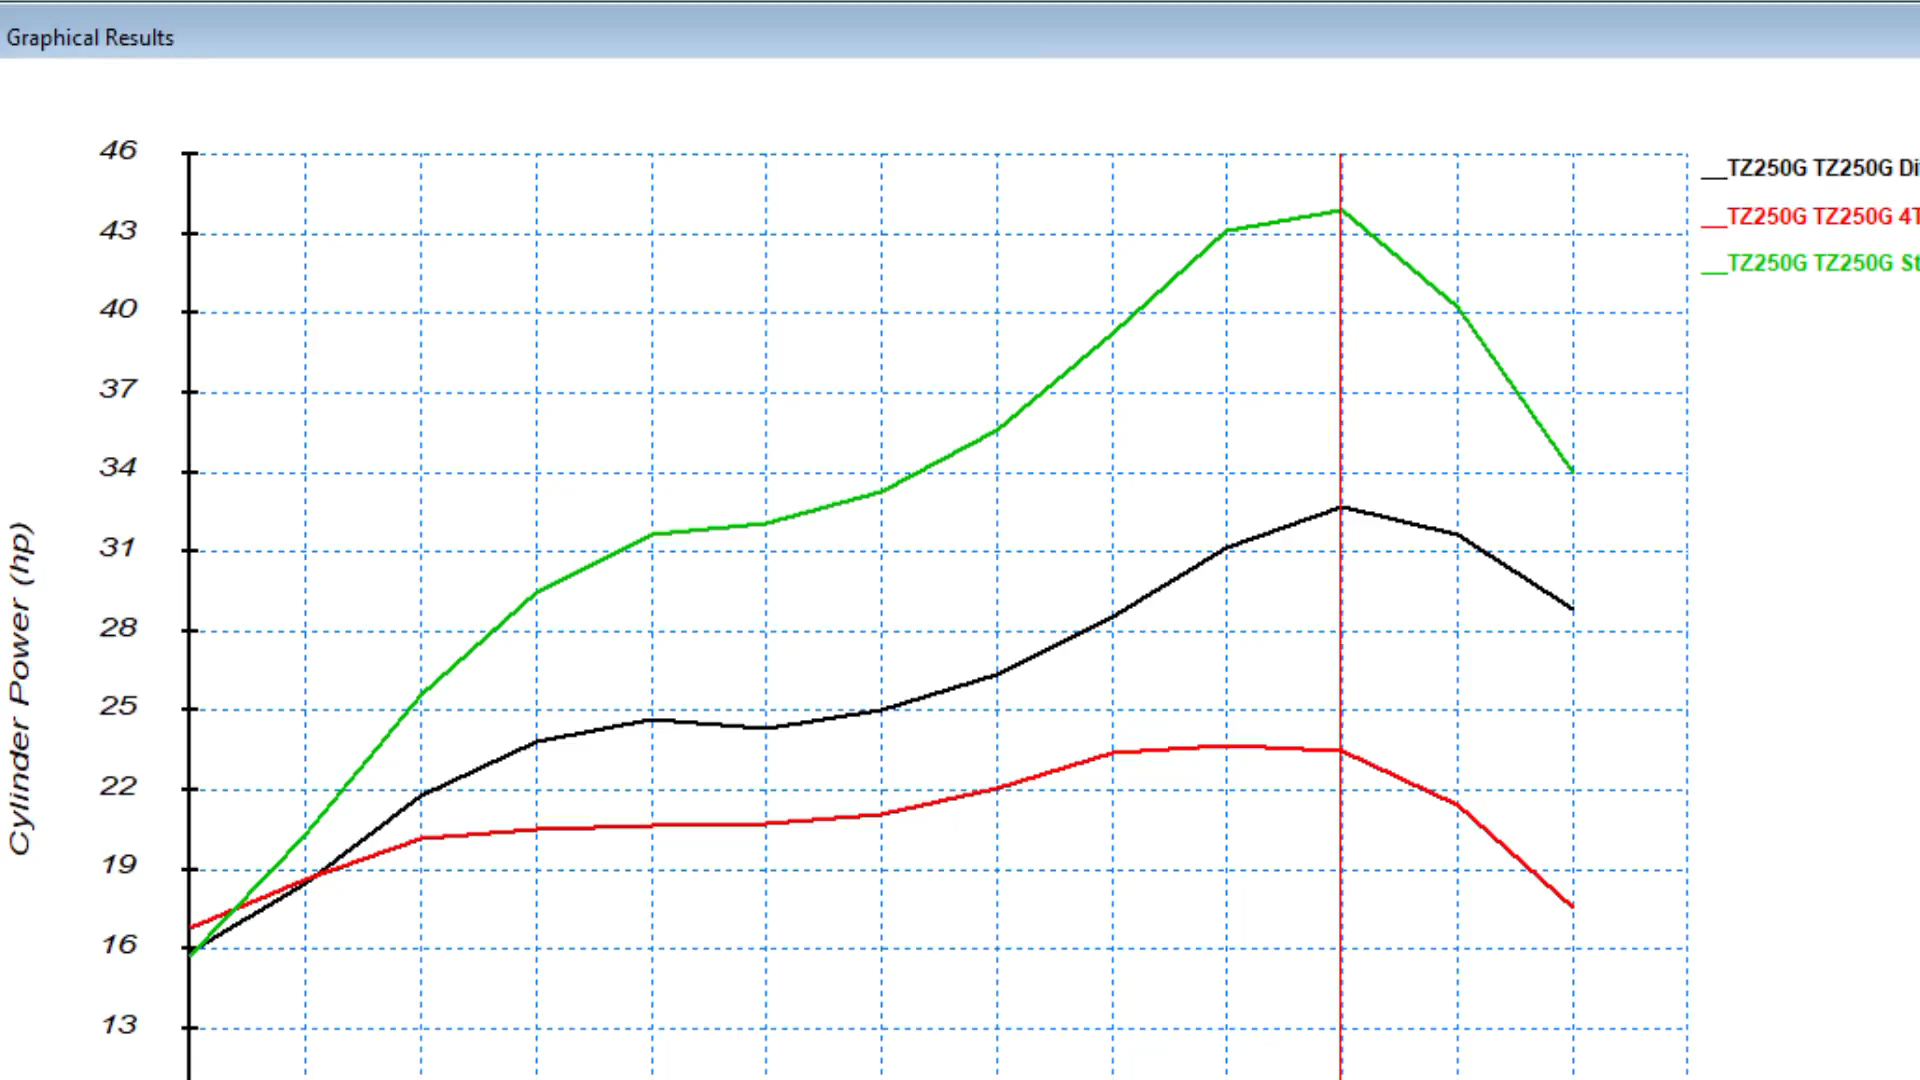 Graphical Results
46
43
40
37
34
31
28
25
22
19
16
13
Cylinder Power (hp)
__TZ250G TZ250G
__TZ250G TZ250G
__TZ250G TZ250G